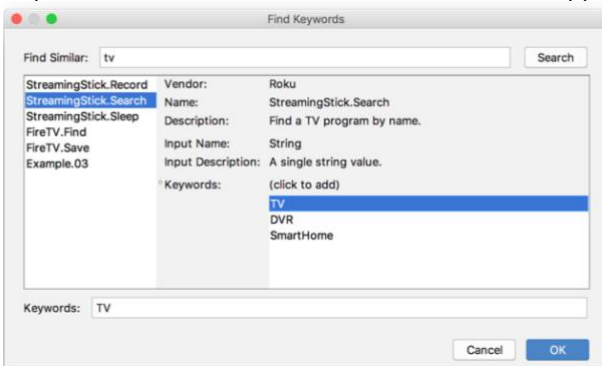 Find Keywords
Find Similar: tv Search
StreamingStick.Record
StreamingStick.Search
StreamingStick.Sleep
FireTV.Find
FireTV.Save
Example.03
Vendor: Roku
Name: StreamingStick.Search
Description: Find a TV program by name.
Input Name: String
Input Description: A single string value.
Keywords: (click to add)
TV
DVR
SmartHome
Keywords: TV
Cancel OK